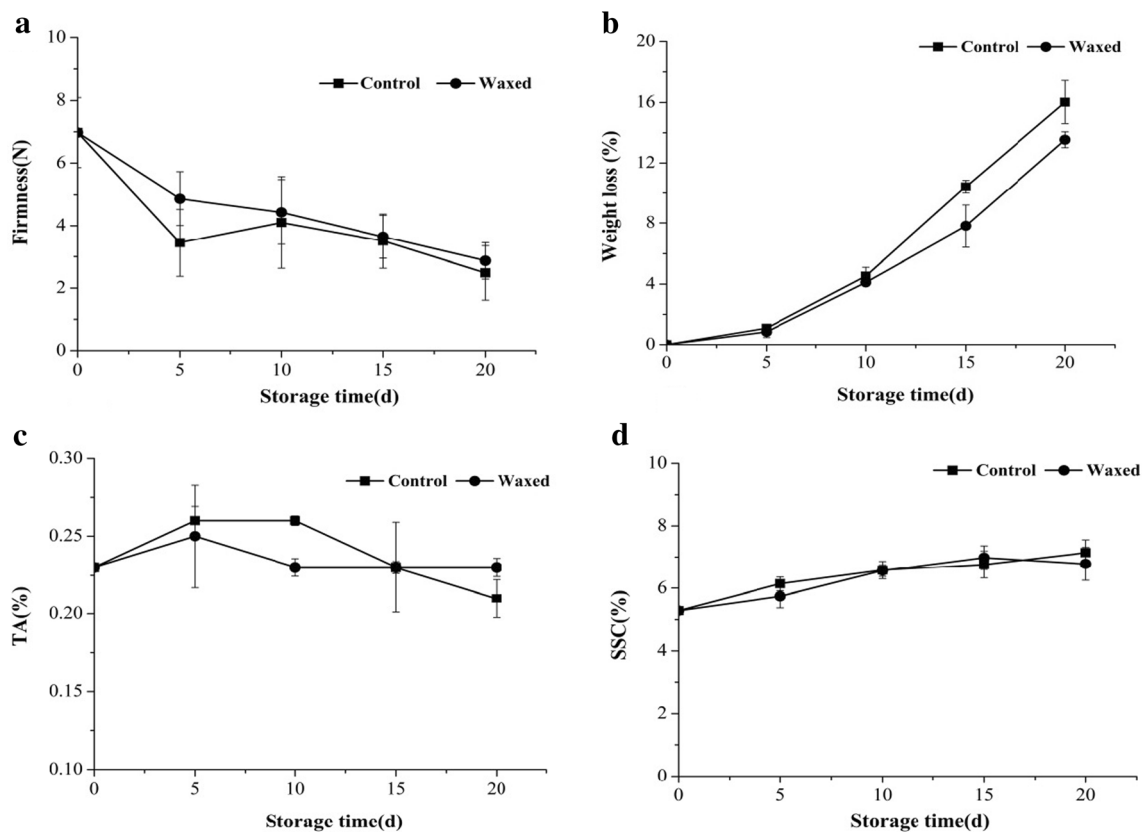 a
10
8
6
4
2
0
Firmness(N)
Control Waxed
0 5 10 15 20
Storage time(d)
b
20
16
12
8
4
0
Weight loss (%)
Control Waxed
0 5 10 15 20
Storage time(d)
c
0.30
0.25
0.20
0.15
0.10
TA(%)
Control Waxed
0 5 10 15 20
Storage time(d)
d
10
8
6
4
2
0
SSC(%)
Control Waxed
0 5 10 15 20
Storage time(d)